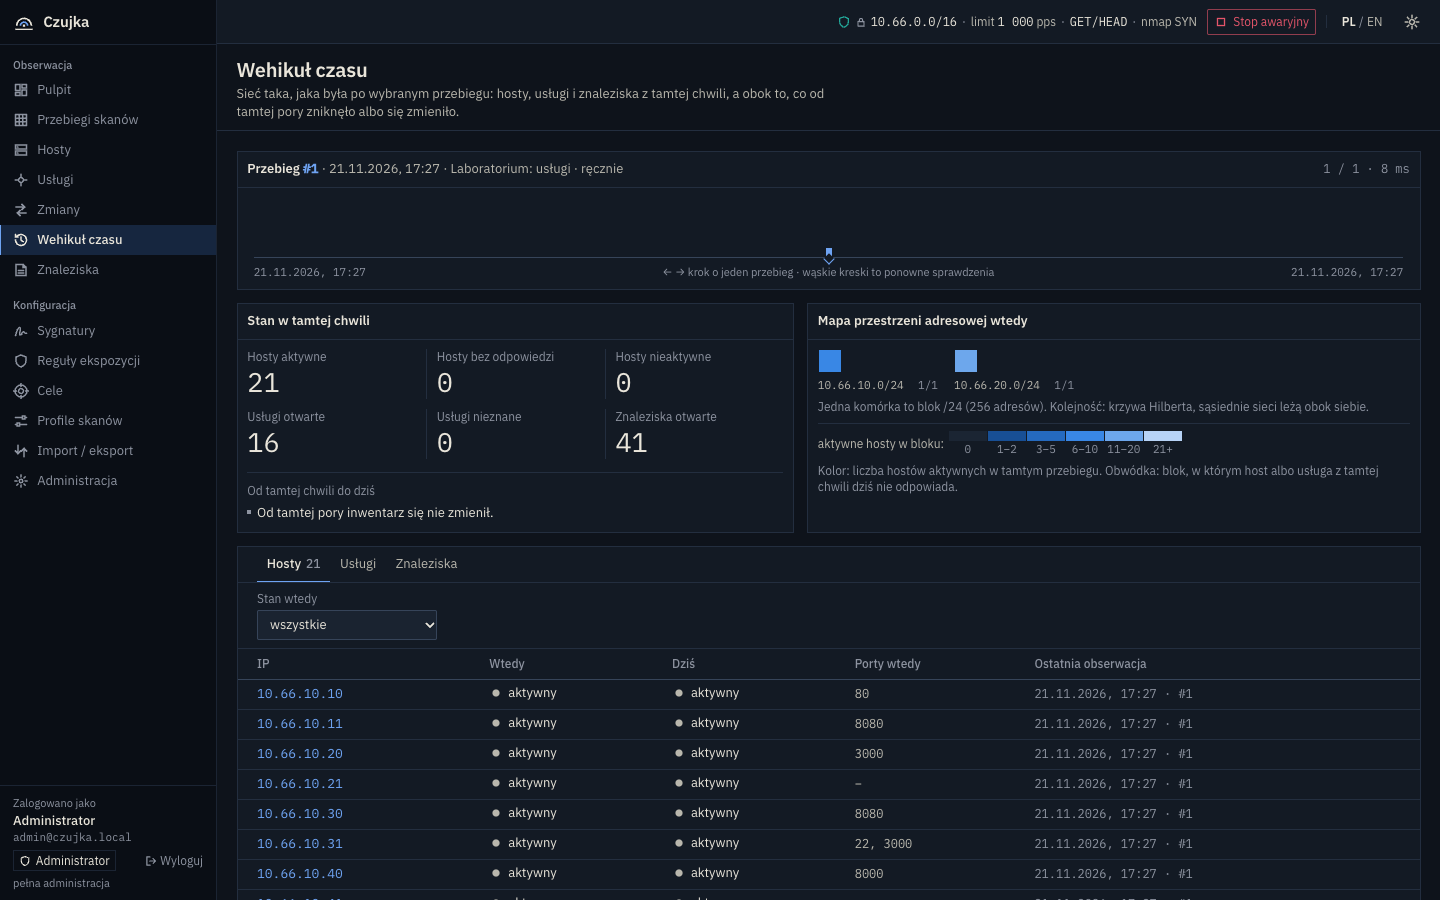 Czujka
10.66.0.0/16 · limit 1 000 pps · GET/HEAD · nmap SYN
Stop awaryjny
PL / EN
Obserwacja
Pulpit
Przebiegi skanów
Hosty
Usługi
Zmiany
Wehikuł czasu
Znaleziska
Konfiguracja
Sygnatury
Reguły ekspozycji
Cele
Profile skanów
Import / eksport
Administracja
Zalogowano jako
Administrator
admin@czujka.local
Administrator
Wyloguj
pełna administracja
Wehikuł czasu
Sieć taka, jaka była po wybranym przebiegu: hosty, usługi i znaleziska z tamtej chwili, a obok to, co od
tamtej pory zniknęło albo się zmieniło.
Przebieg #1 · 21.11.2026, 17:27 · Laboratorium: usługi · ręcznie
1 / 1 · 8 ms
21.11.2026, 17:27
← → krok o jeden przebieg · wąskie kreski to ponowne sprawdzenia
21.11.2026, 17:27
Stan w tamtej chwili
Hosty aktywne
21
Hosty bez odpowiedzi
0
Hosty nieaktywne
0
Usługi otwarte
16
Usługi nieznane
0
Znaleziska otwarte
41
Od tamtej chwili do dziś
Od tamtej pory inwentarz się nie zmienił.
Mapa przestrzeni adresowej wtedy
10.66.10.0/24 1/1 10.66.20.0/24 1/1
Jedna komórka to blok /24 (256 adresów). Kolejność: krzywa Hilberta, sąsiednie sieci leżą obok siebie.
aktywne hosty w bloku:
0 1–2 3–5 6–10 11–20 21+
Kolor: liczba hostów aktywnych w tamtym przebiegu. Obwódka: blok, w którym host albo usługa z tamtej
chwili dziś nie odpowiada.
Hosty 21 Usługi Znaleziska
Stan wtedy
wszystkie
IP Wtedy Dziś Porty wtedy Ostatnia obserwacja
10.66.10.10 aktywny aktywny 80 21.11.2026, 17:27 · #1
10.66.10.11 aktywny aktywny 8080 21.11.2026, 17:27 · #1
10.66.10.20 aktywny aktywny 3000 21.11.2026, 17:27 · #1
10.66.10.21 aktywny aktywny – 21.11.2026, 17:27 · #1
10.66.10.30 aktywny aktywny 8080 21.11.2026, 17:27 · #1
10.66.10.31 aktywny aktywny 22, 3000 21.11.2026, 17:27 · #1
10.66.10.40 aktywny aktywny 8000 21.11.2026, 17:27 · #1